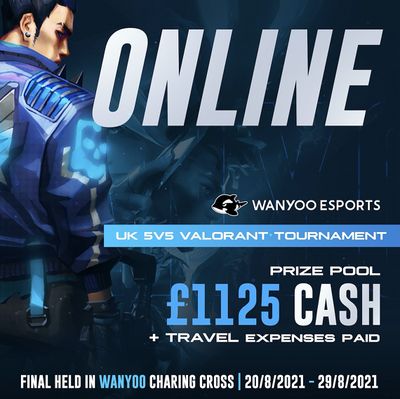 ONLINE
WANYOO ESPORTS
UK 5V5 VALORANT TOURNAMENT
PRIZE POOL
£1125 CASH
+ TRAVEL EXPENSES PAID
FINAL HELD IN WANYOO CHARING CROSS | 20/8/2021 - 29/8/2021